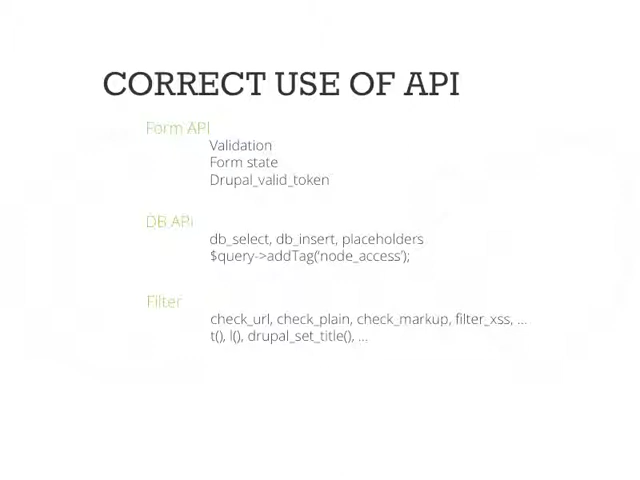 CORRECT USE OF API
Form API
Validation
Form state
Drupal_valid_token
DB APi
db_select, db_insert, placeholders
$query->addTag('node_access');
Filter
check_url, check_plain, check_markup, filter_xss, ...
t(), l(), drupal_set_title(), ...